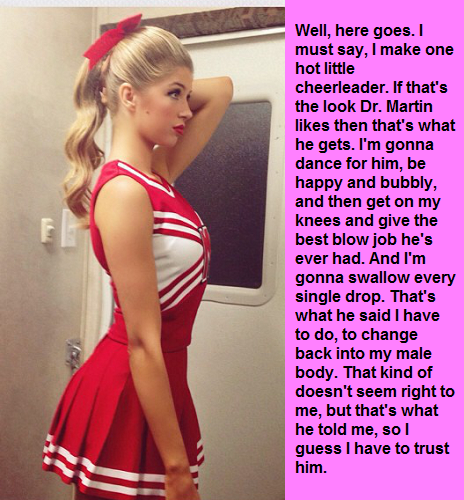 Well, here goes. I
must say, I make one
hot little
cheerleader. If that's
the look Dr. Martin
likes then that's what
he gets. I'm gonna
dance for him, be
happy and bubbly,
and then get on my
knees and give the
best blow job he's
ever had. And I'm
gonna swallow every
single drop. That's
what he said I have
to do, to change
back into my male
body. That kind of
doesn't seem right to
me, but that's what
he told me, so I
guess I have to trust
him.